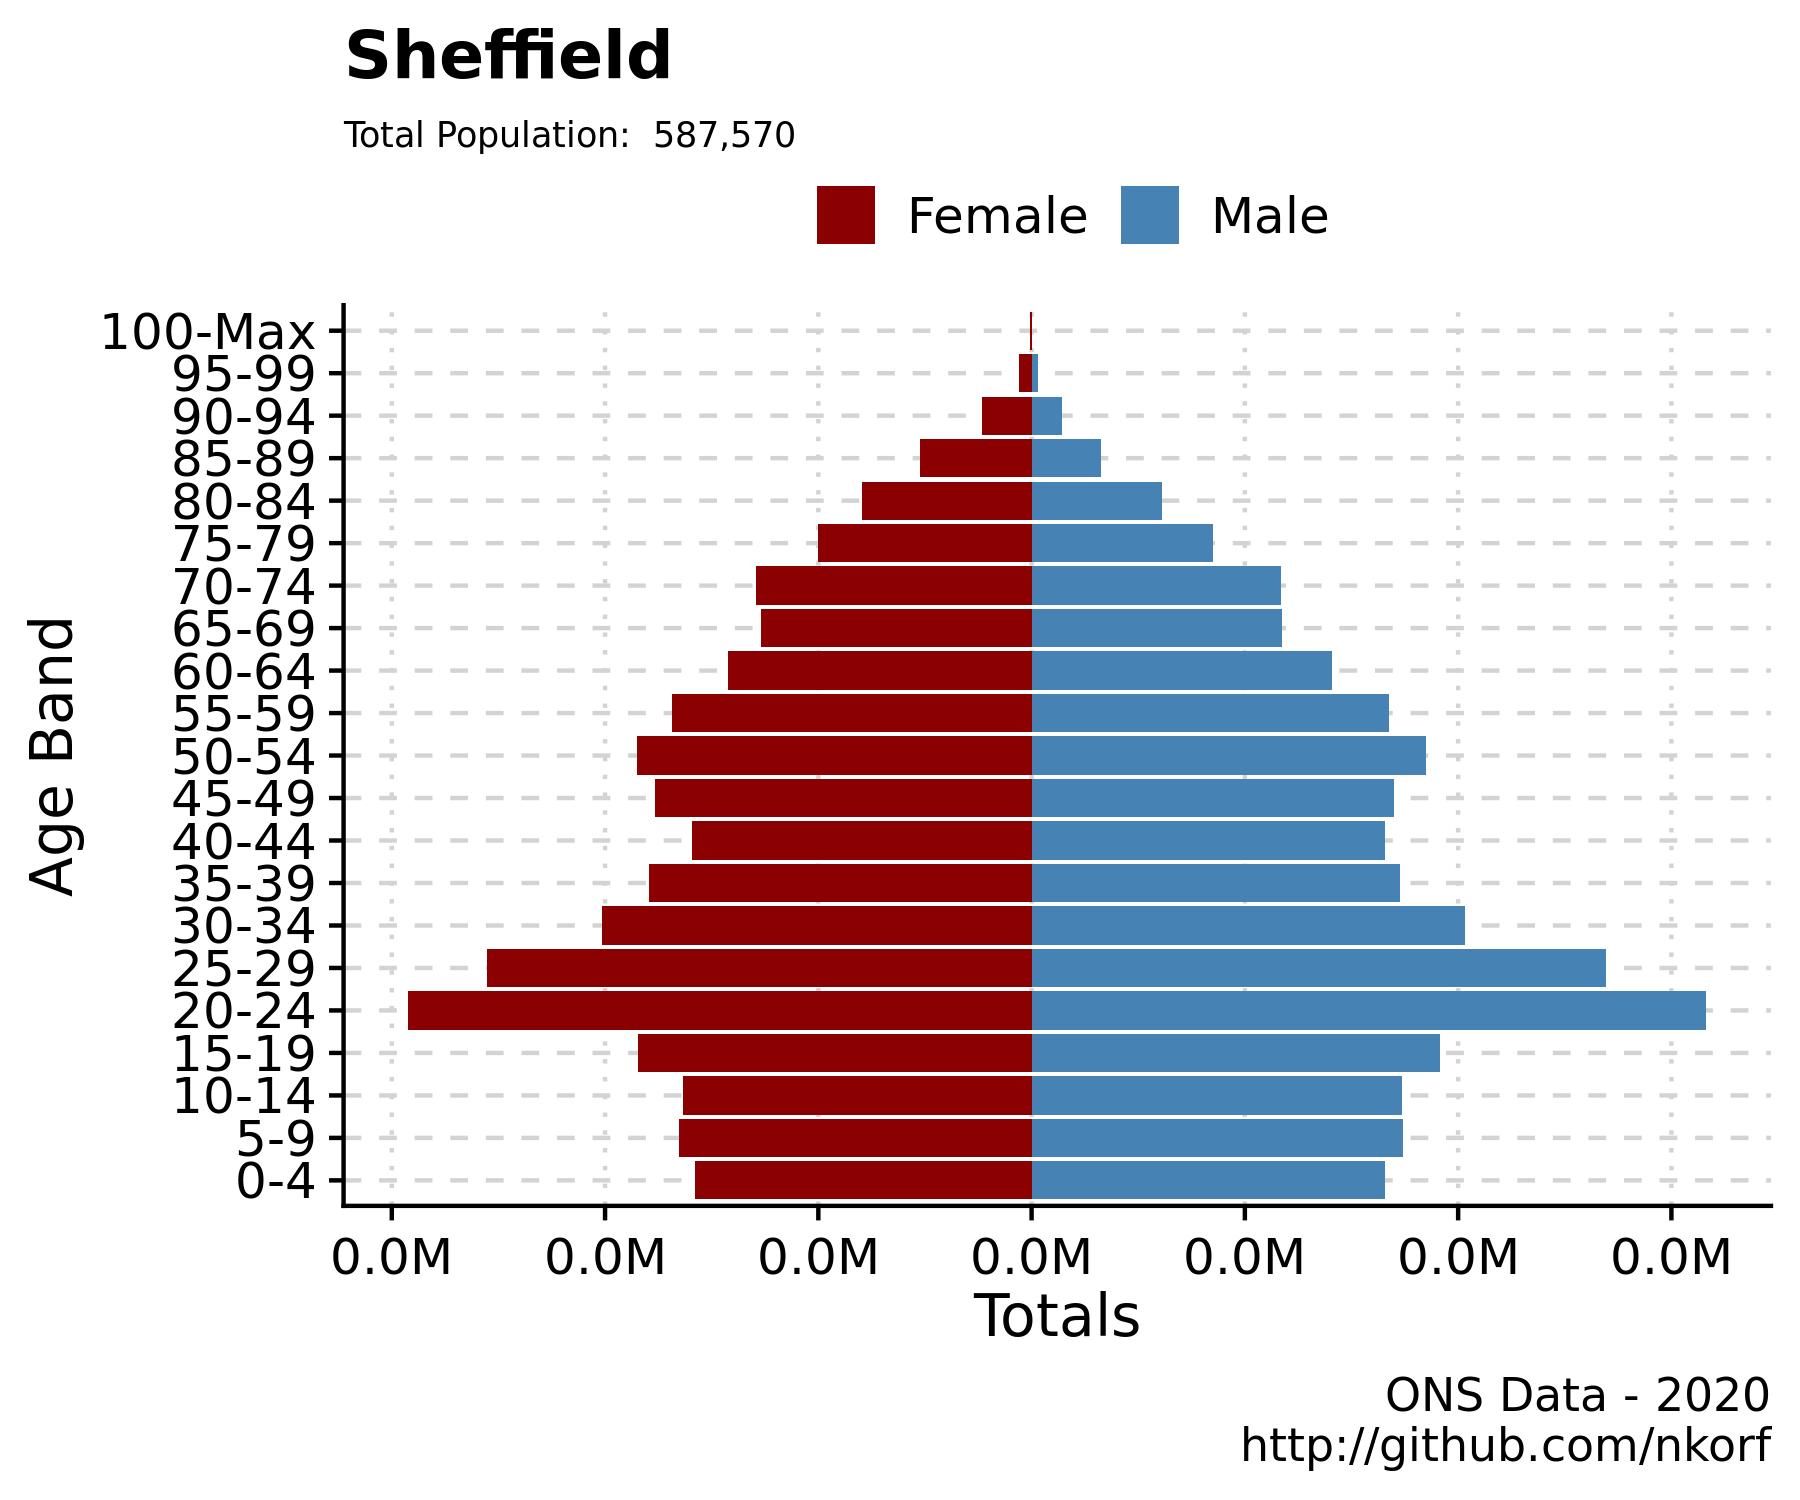 Sheffield
Total Population:  587,570
Female Male
100-Max
95-99
90-94
85-89
80-84
75-79
70-74
65-69
60-64
55-59
50-54
45-49
40-44
35-39
30-34
25-29
20-24
15-19
10-14
5-9
0-4
Age Band
0.0M 0.0M 0.0M 0.0M 0.0M 0.0M 0.0M
Totals
ONS Data - 2020
http://github.com/nkorf